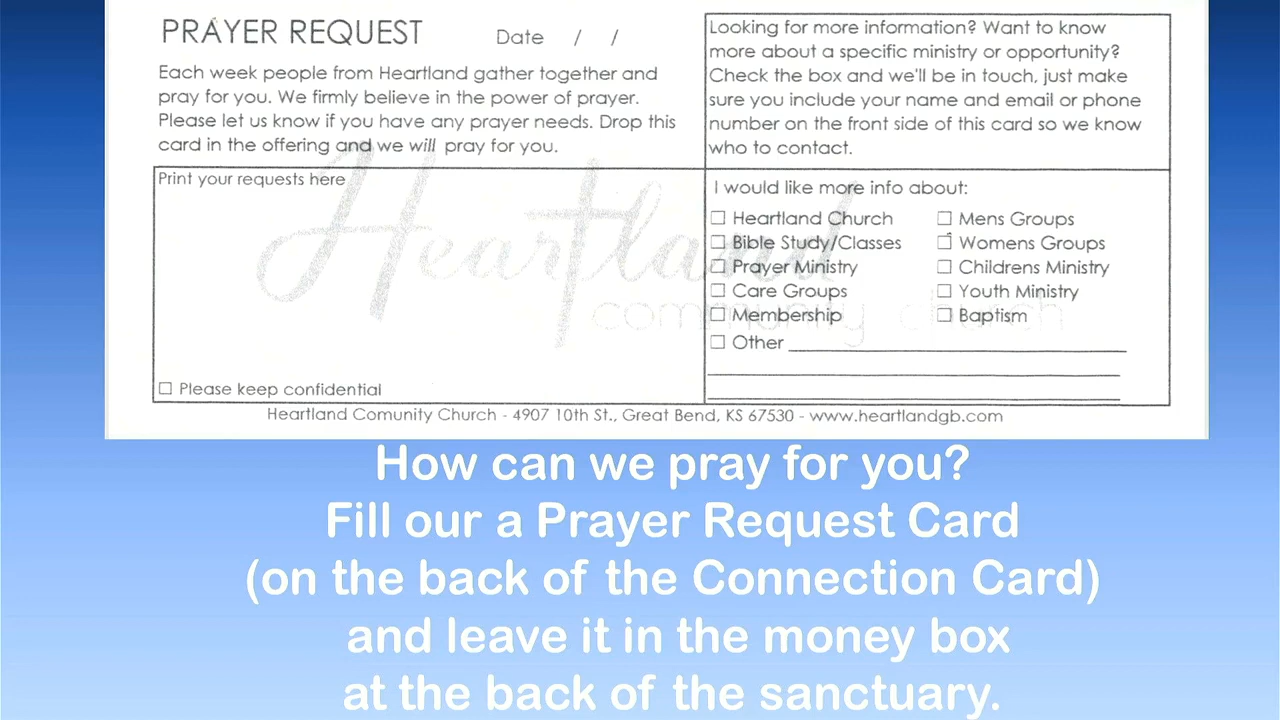 PRAYER REQUEST Date / /
Each week people from Heartland gather together and
pray for you. We firmly believe in the power of prayer.
Please let us know if you have any prayer needs. Drop this
card in the offering and we will pray for you.
Looking for more information? Want to know
more about a specific ministry or opportunity?
Check the box and we'll be in touch, just make
sure you include your name and email or phone
number on the front side of this card so we know
who to contact.
Print your requests here
Heartland
community church
☐ Please keep confidential
I would like more info about:
☐ Heartland Church ☐ Mens Groups
☐ Bible Study/Classes ☐ Womens Groups
☐ Prayer Ministry ☐ Childrens Ministry
☐ Care Groups ☐ Youth Ministry
☐ Membership ☐ Baptism
☐ Other
Heartland Comunity Church - 4907 10th St., Great Bend, KS 67530 - www.heartlandgb.com
How can we pray for you?
Fill our a Prayer Request Card
(on the back of the Connection Card)
and leave it in the money box
at the back of the sanctuary.